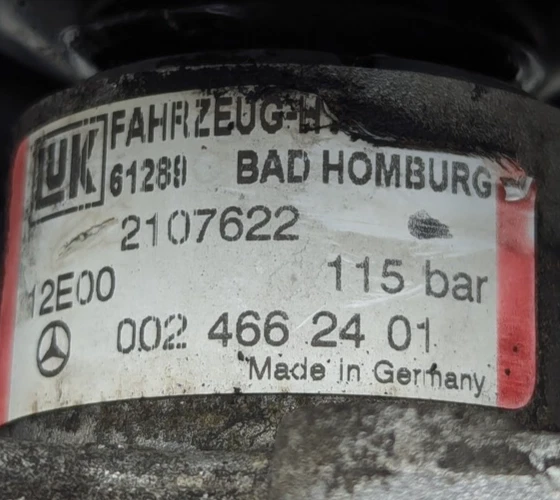 LuK FAHRZEUG-H
61289 BAD HOMBURG
2107622
12E00 115 bar
002 466 24 01
Made in Germany